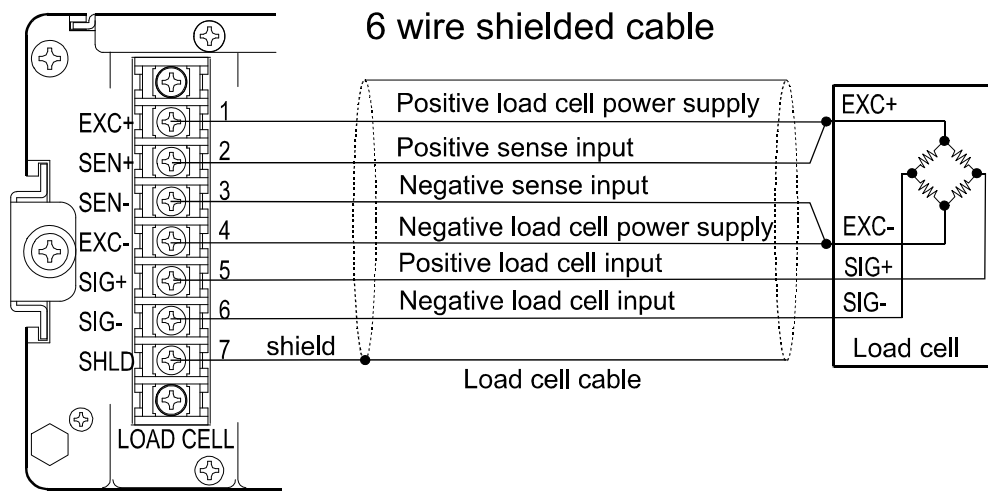 6 wire shielded cable
EXC+ 1 Positive load cell power supply EXC+
SEN+ 2 Positive sense input
SEN- 3 Negative sense input
EXC- 4 Negative load cell power supply EXC-
SIG+ 5 Positive load cell input SIG+
SIG- 6 Negative load cell input SIG-
SHLD 7 shield Load cell
Load cell cable
LOAD CELL